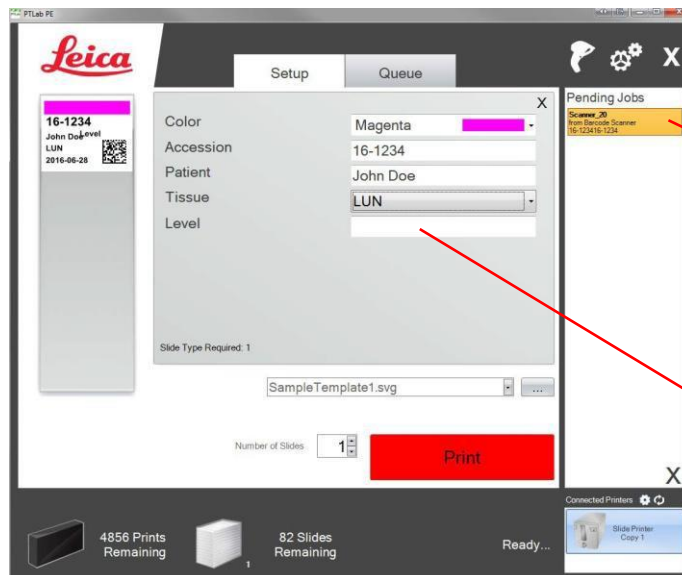 PTLab PE
Leica
Setup
Queue
X
Pending Jobs
Scanner_20
from Barcode Scanner
16-123416-1234
16-1234
John Doe
Level
LUN
2016-06-28
X
Color
Magenta
Accession
16-1234
Patient
John Doe
Tissue
LUN
Level
Slide Type Required: 1
SampleTemplate1.svg
...
Number of Slides
1
Print
X
Connected Printers
Slide Printer
Copy 1
4856 Prints
Remaining
1
82 Slides
Remaining
Ready...